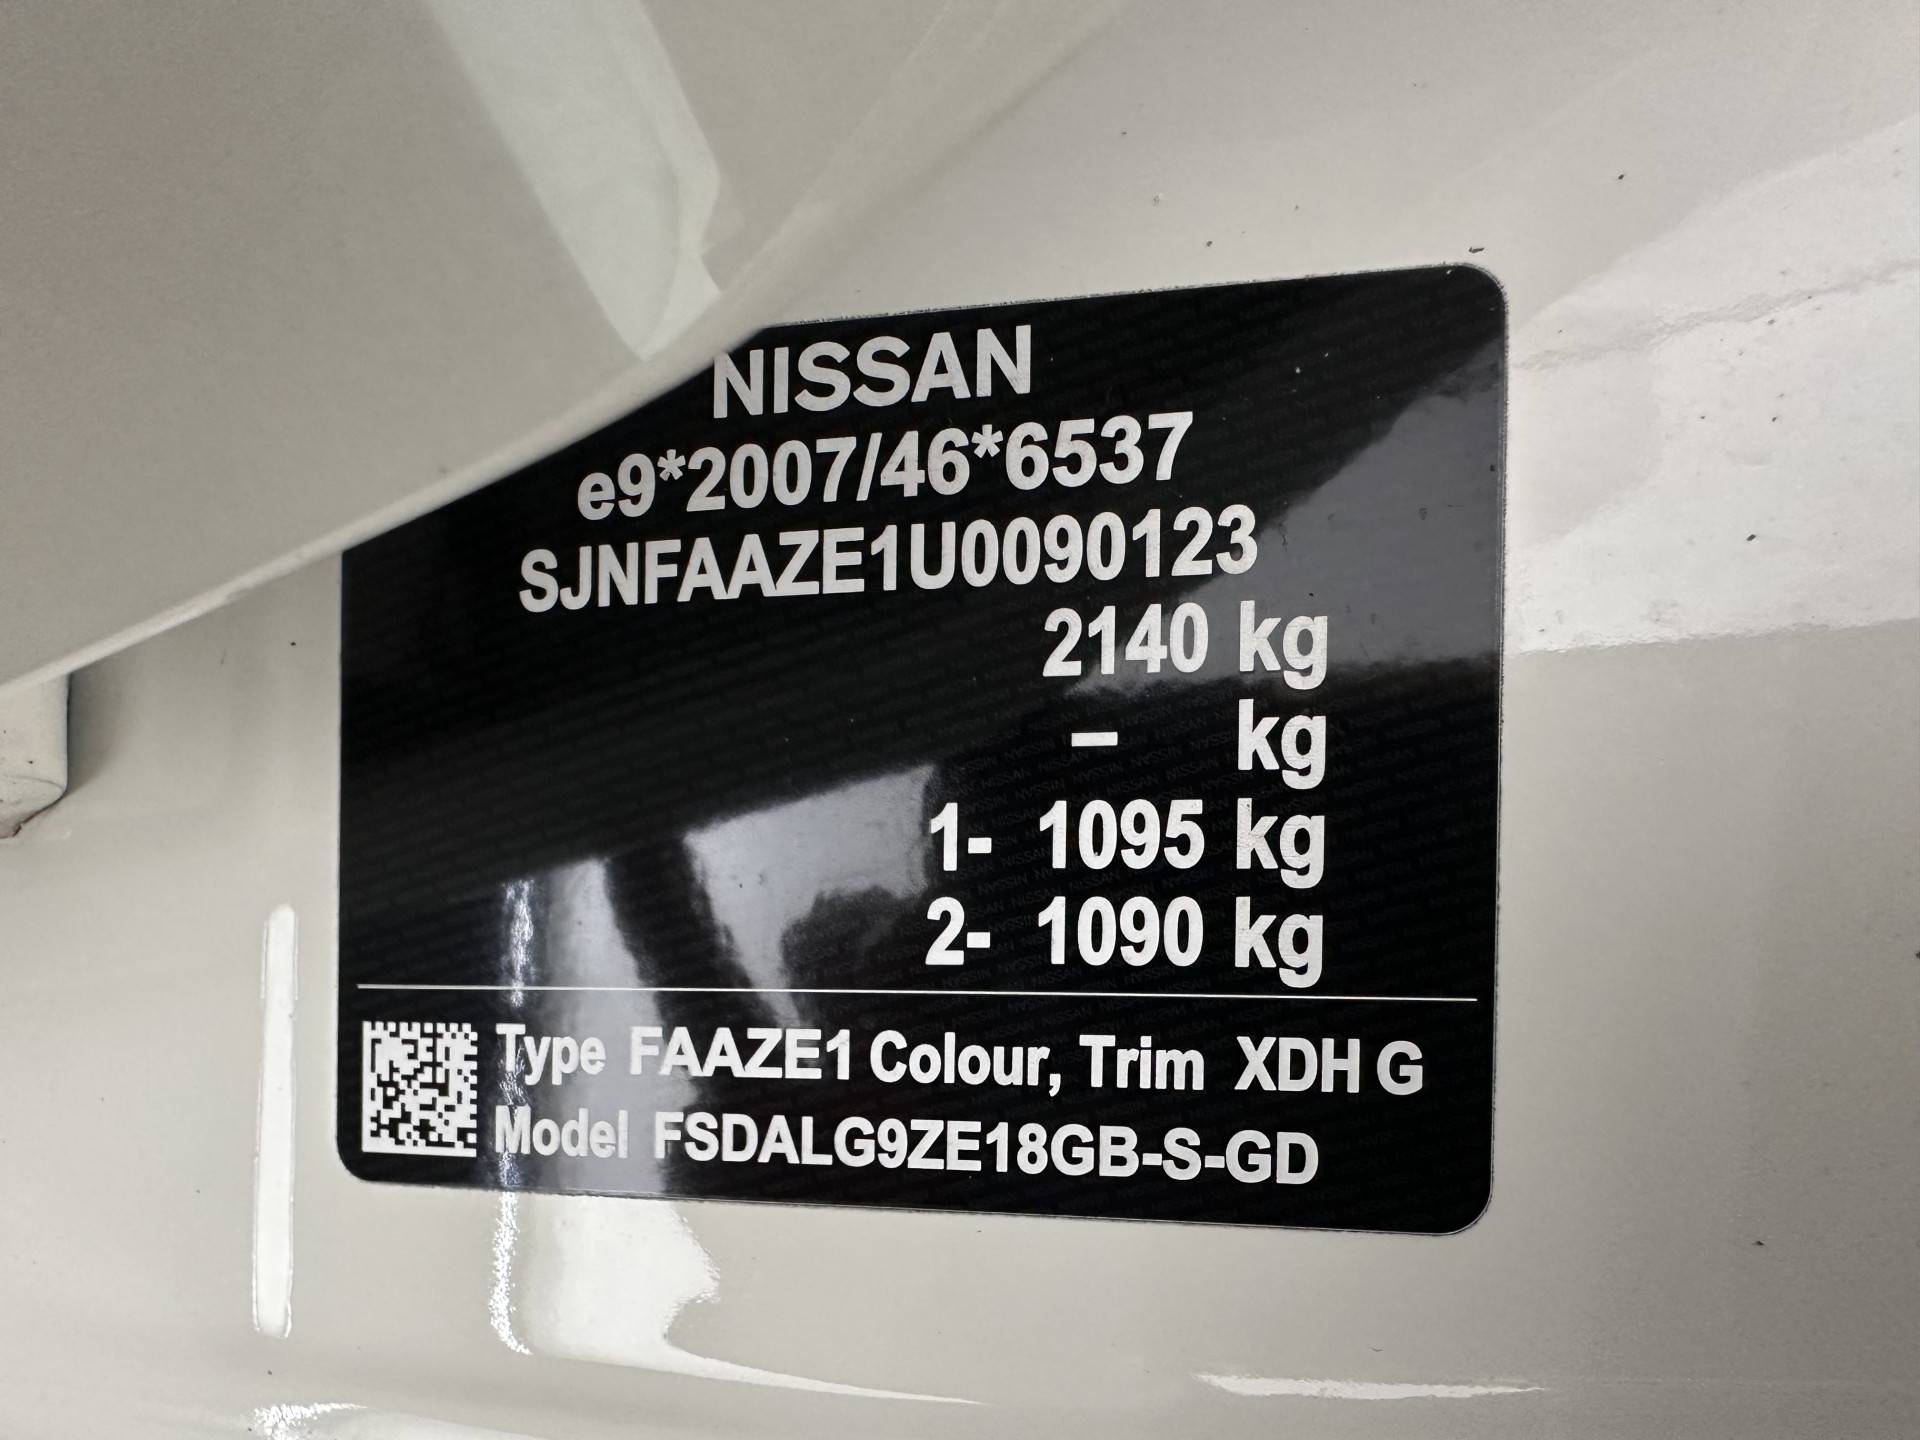 NISSAN
e9*2007/46*6537
SJNFAAZE1U0090123
2140 kg
– kg
1- 1095 kg
2- 1090 kg
Type FAAZE1 Colour, Trim XDH G
Model FSDALG9ZE18GB-S-GD